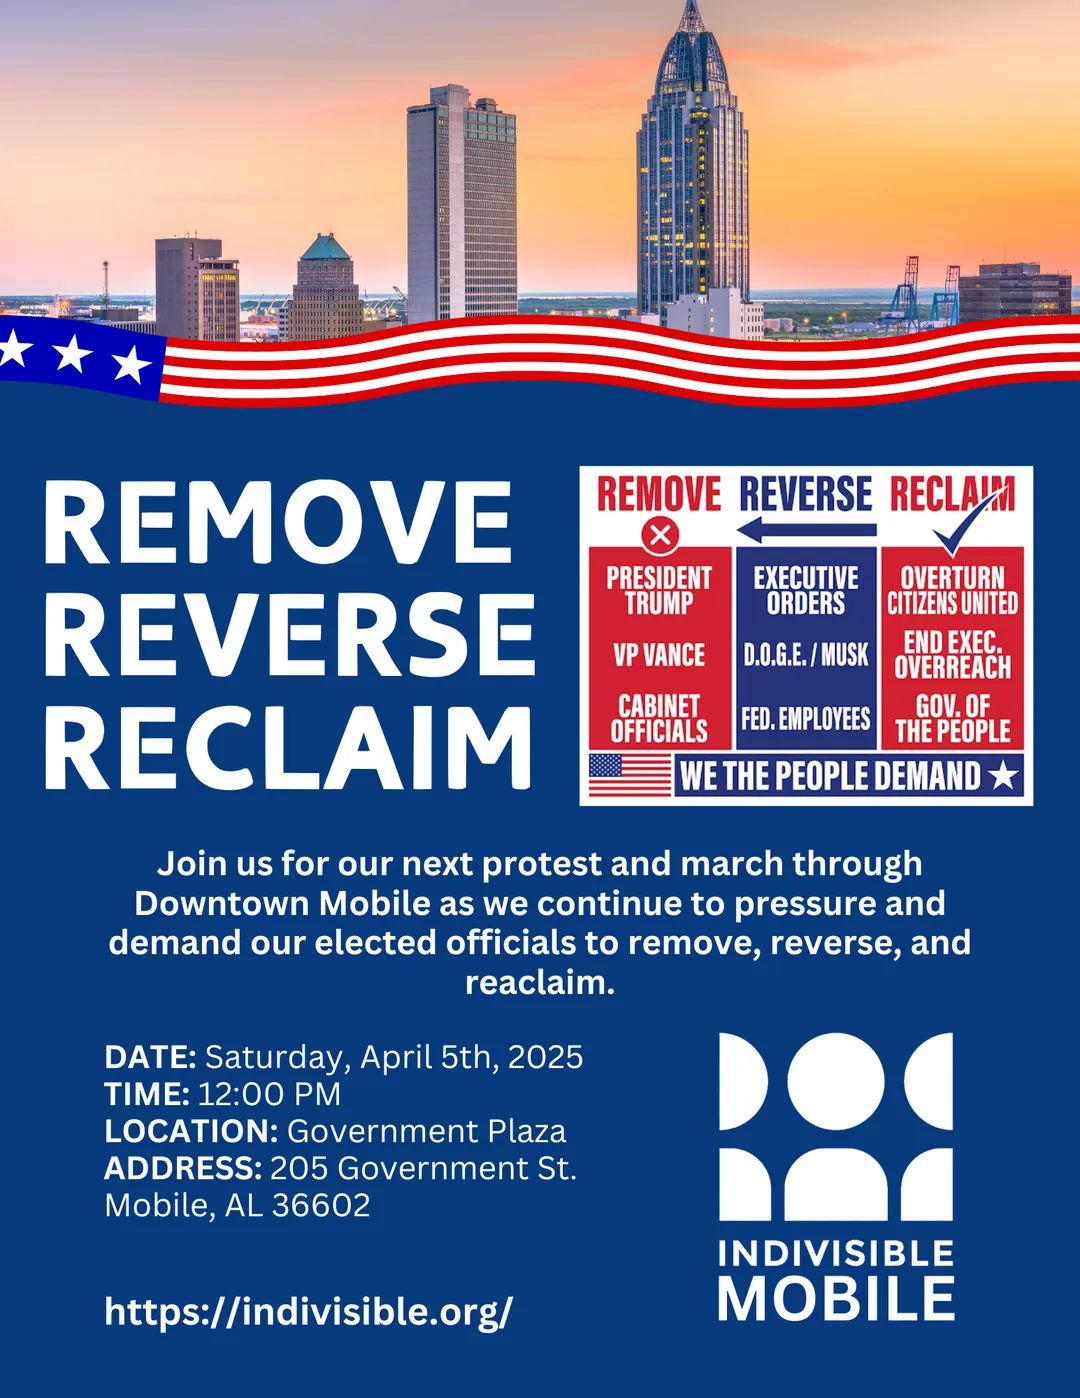 REMOVE
REVERSE
RECLAIM
REMOVE REVERSE RECLAIM
PRESIDENT
TRUMP
VP VANCE
CABINET
OFFICIALS
EXECUTIVE
ORDERS
D.O.G.E. / MUSK
FED. EMPLOYEES
OVERTURN
CITIZENS UNITED
END EXEC.
OVERREACH
GOV. OF
THE PEOPLE
WE THE PEOPLE DEMAND
Join us for our next protest and march through
Downtown Mobile as we continue to pressure and
demand our elected officials to remove, reverse, and
reaclaim.
DATE: Saturday, April 5th, 2025
TIME: 12:00 PM
LOCATION: Government Plaza
ADDRESS: 205 Government St.
Mobile, AL 36602
https://indivisible.org/
INDIVISIBLE
MOBILE